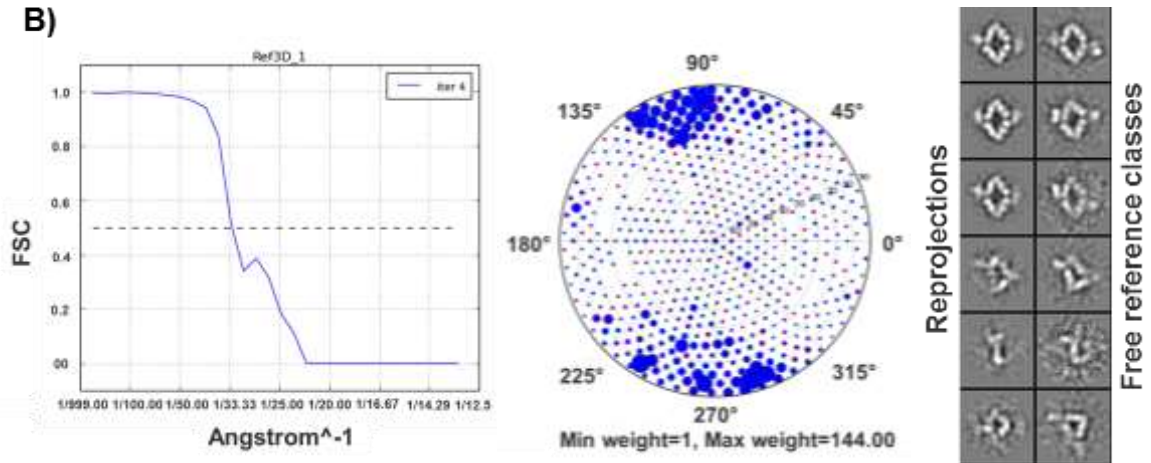 B)
Ref3D_1
iter 4
FSC
1.0
0.8
0.6
0.4
0.2
00
1/999.00 1/100.00 1/50.00 1/33.33 1/25.00 1/20.00 1/16.67 1/14.29 1/12.5
Angstrom^-1
90°
135°
45°
180°
0°
225°
315°
270°
Min weight=1, Max weight=144.00
Reprojections
Free reference classes